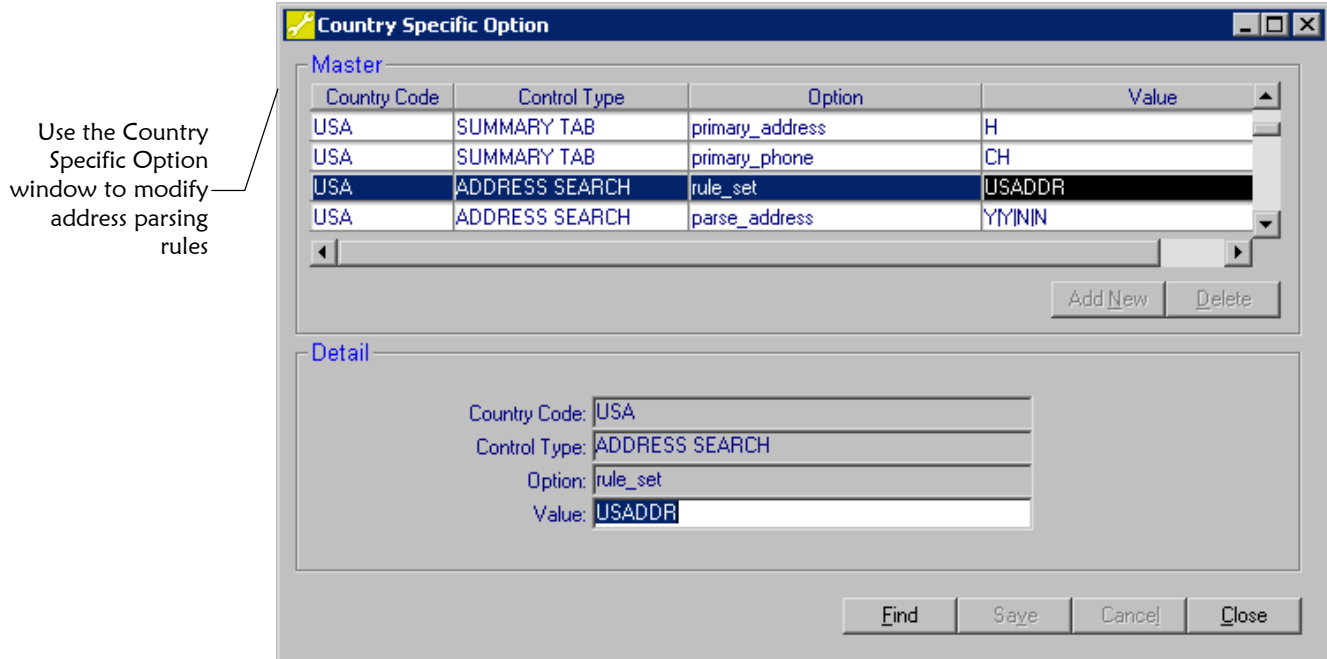 Country Specific Option
Use the Country
Specific Option
window to modify
address parsing
rules
Master
Country Code Control Type Option Value
USA SUMMARY TAB primary_address H
USA SUMMARY TAB primary_phone CH
USA ADDRESS SEARCH rule_set USADDR
USA ADDRESS SEARCH parse_address Y|Y|N|N
Add New Delete
Detail
Country Code: USA
Control Type: ADDRESS SEARCH
Option: rule_set
Value: USADDR
Find Save Cancel Close